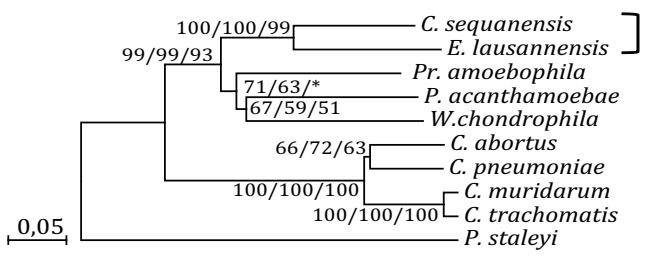 C. sequanensis
100/100/99
E. lausannensis
99/99/93
Pr. amoebophila
71/63/*
P. acanthamoebae
67/59/51
W.chondrophila
C. abortus
66/72/63
C. pneumoniae
100/100/100
C. muridarum
100/100/100
C. trachomatis
0,05
P. staleyi